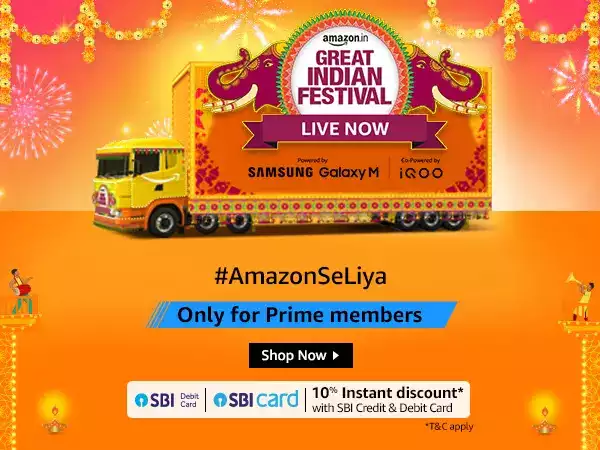 amazon.in
GREAT
INDIAN
FESTIVAL
LIVE NOW
Powered by
SAMSUNG Galaxy M
Co-Powered by
iQOO
#AmazonSeLiya
Only for Prime members
Shop Now
SBI Debit Card
SBI card
10% Instant discount*
with SBI Credit & Debit Card
*T&C apply